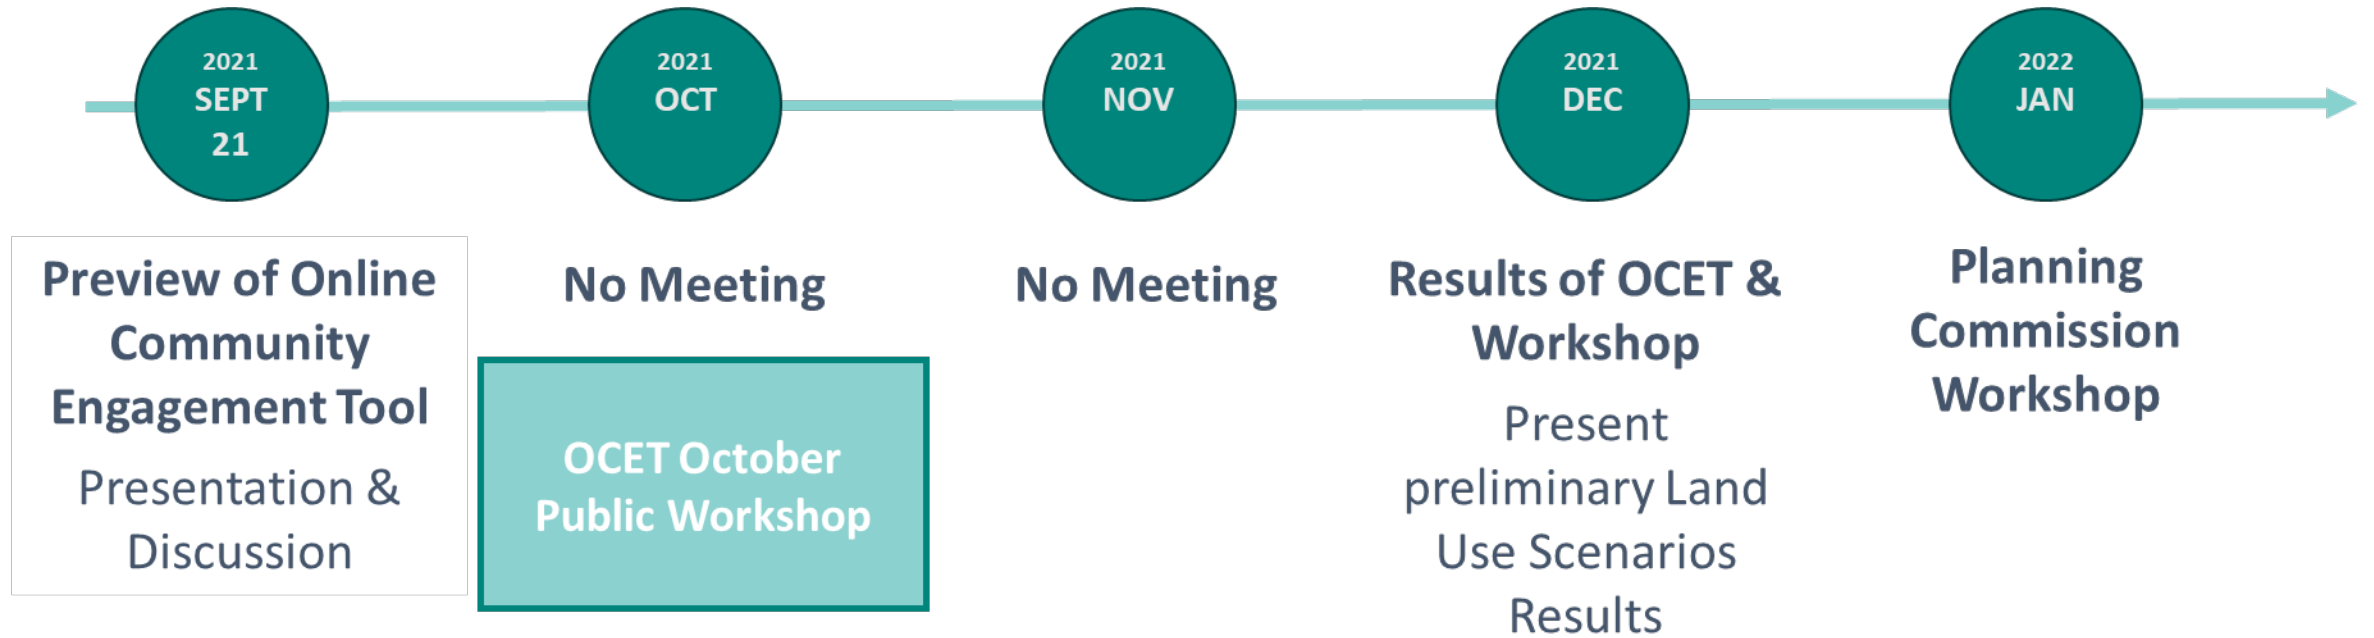 2021
SEPT
21
2021
OCT
2021
NOV
2021
DEC
2022
JAN
Preview of Online
Community
Engagement Tool
Presentation &
Discussion
No Meeting
OCET October
Public Workshop
No Meeting
Results of OCET &
Workshop
Present
preliminary Land
Use Scenarios
Results
Planning
Commission
Workshop